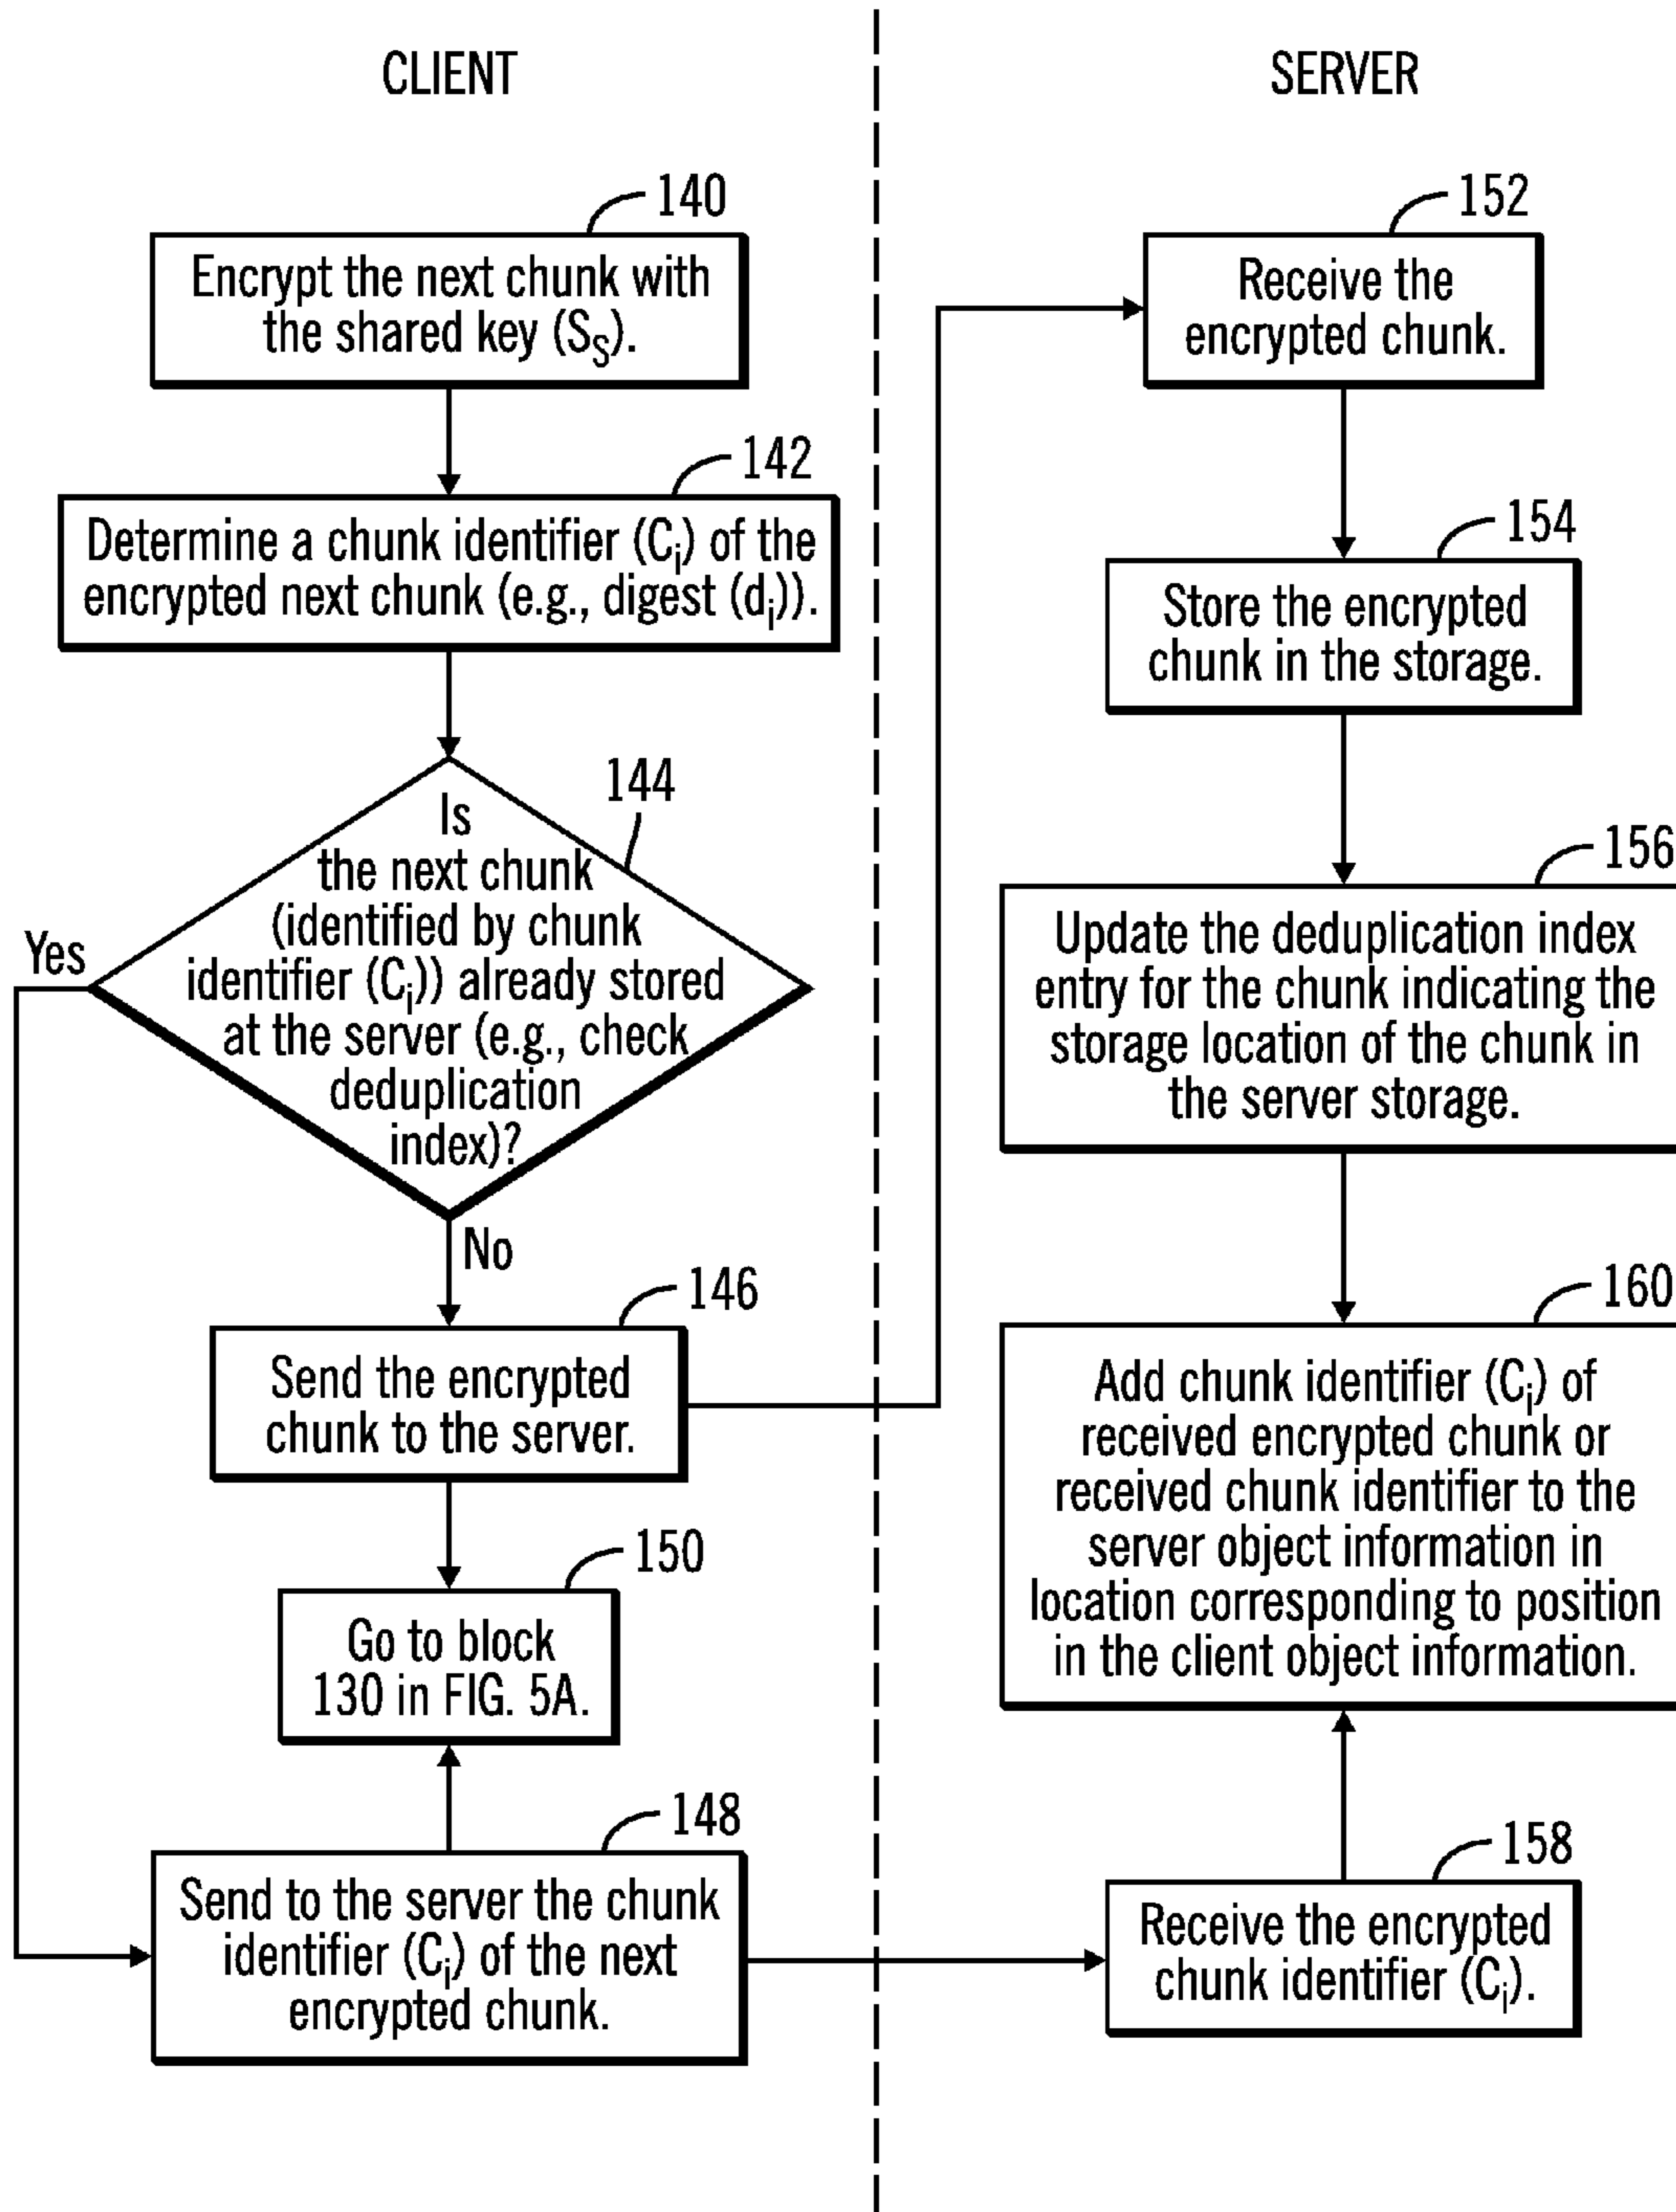 CLIENT
SERVER
140
Encrypt the next chunk with
the shared key (SS).
142
Determine a chunk identifier (Ci) of the
encrypted next chunk (e.g., digest (di)).
144
Is
the next chunk
(identified by chunk
identifier (Ci)) already stored
at the server (e.g., check
deduplication
index)?
Yes
No
146
Send the encrypted
chunk to the server.
150
Go to block
130 in FIG. 5A.
148
Send to the server the chunk
identifier (Ci) of the next
encrypted chunk.
152
Receive the
encrypted chunk.
154
Store the encrypted
chunk in the storage.
156
Update the deduplication index
entry for the chunk indicating the
storage location of the chunk in
the server storage.
160
Add chunk identifier (Ci) of
received encrypted chunk or
received chunk identifier to the
server object information in
location corresponding to position
in the client object information.
158
Receive the encrypted
chunk identifier (Ci).